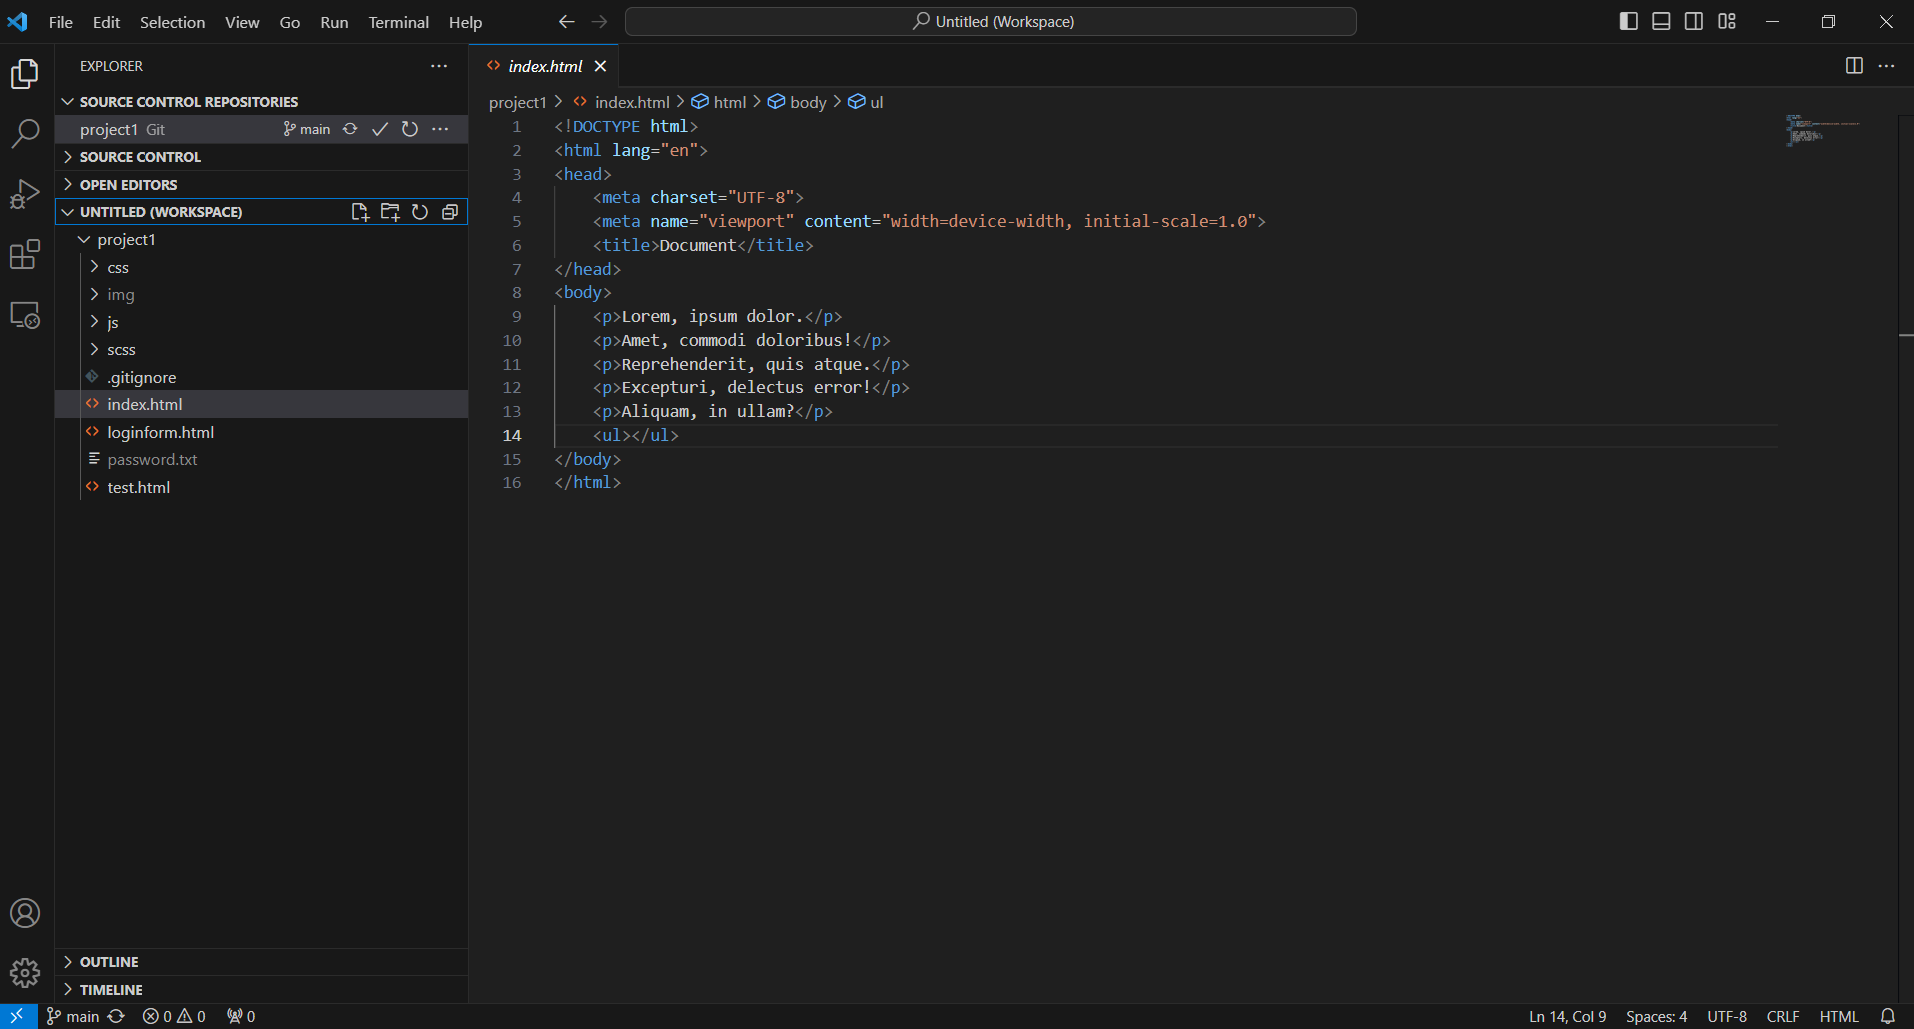 File Edit Selection View Go Run Terminal Help
Untitled (Workspace)
EXPLORER
SOURCE CONTROL REPOSITORIES
project1 Git main
SOURCE CONTROL
OPEN EDITORS
UNTITLED (WORKSPACE)
project1
css
img
js
scss
.gitignore
index.html
loginform.html
password.txt
test.html
OUTLINE
TIMELINE
index.html
project1 > index.html > html > body > ul
1 <!DOCTYPE html>
2 <html lang="en">
3 <head>
4 <meta charset="UTF-8">
5 <meta name="viewport" content="width=device-width, initial-scale=1.0">
6 <title>Document</title>
7 </head>
8 <body>
9 <p>Lorem, ipsum dolor.</p>
10 <p>Amet, commodi doloribus!</p>
11 <p>Reprehenderit, quis atque.</p>
12 <p>Excepturi, delectus error!</p>
13 <p>Aliquam, in ullam?</p>
14 <ul></ul>
15 </body>
16 </html>
main 0 0 0 Ln 14, Col 9 Spaces: 4 UTF-8 CRLF HTML